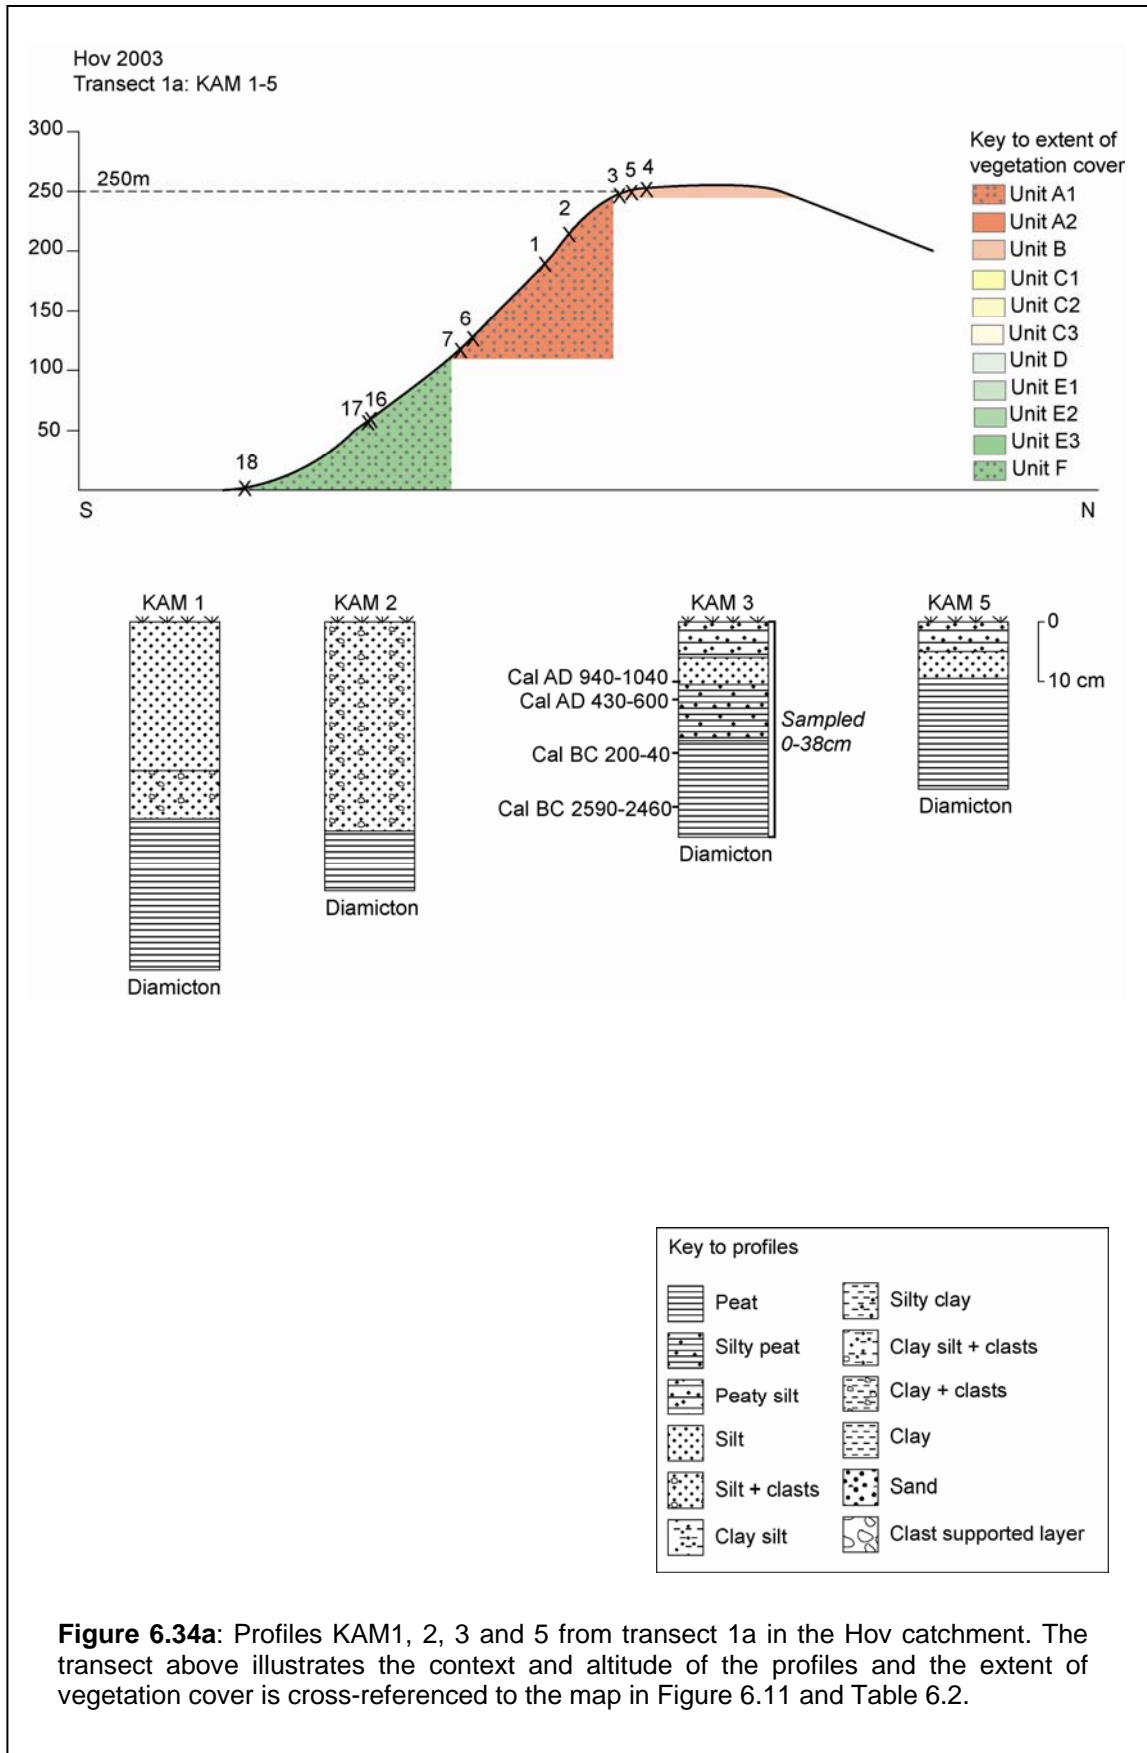 Hov 2003
Transect 1a: KAM 1-5
300
250
200
150
100
50
250m
3 5 4
2
1
6
7
17 16
18
S
N
Key to extent of
vegetation cover
Unit A1
Unit A2
Unit B
Unit C1
Unit C2
Unit C3
Unit D
Unit E1
Unit E2
Unit E3
Unit F
KAM 1
Diamicton
KAM 2
Diamicton
KAM 3
Cal AD 940-1040
Cal AD 430-600
Cal BC 200-40
Cal BC 2590-2460
Sampled
0-38cm
Diamicton
KAM 5
Diamicton
0
10 cm
Key to profiles
Peat
Silty peat
Peaty silt
Silt
Silt + clasts
Clay silt
Silty clay
Clay silt + clasts
Clay + clasts
Clay
Sand
Clast supported layer
Figure 6.34a: Profiles KAM1, 2, 3 and 5 from transect 1a in the Hov catchment. The
transect above illustrates the context and altitude of the profiles and the extent of
vegetation cover is cross-referenced to the map in Figure 6.11 and Table 6.2.